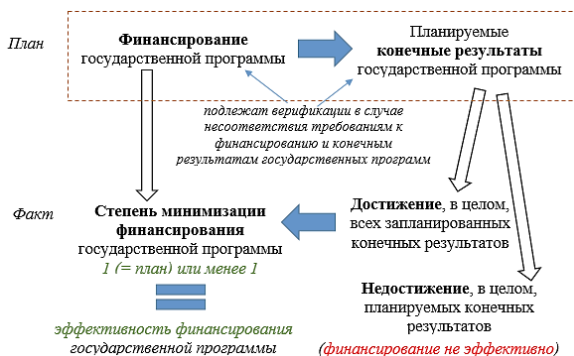 План
Финансирование
государственной программы
Планируемые
конечные результаты
государственной программы
подлежат верификации в случае
несоответствия требованиям к
финансированию и конечным
результатам государственных программ
Факт
Степень минимизации
финансирования
государственной программы
1 (= план) или менее 1
Достижение, в целом,
всех запланированных
конечных результатов
эффективность финансирования
государственной программы
Недостижение, в целом,
планируемых конечных
результатов
(финансирование не эффективно)